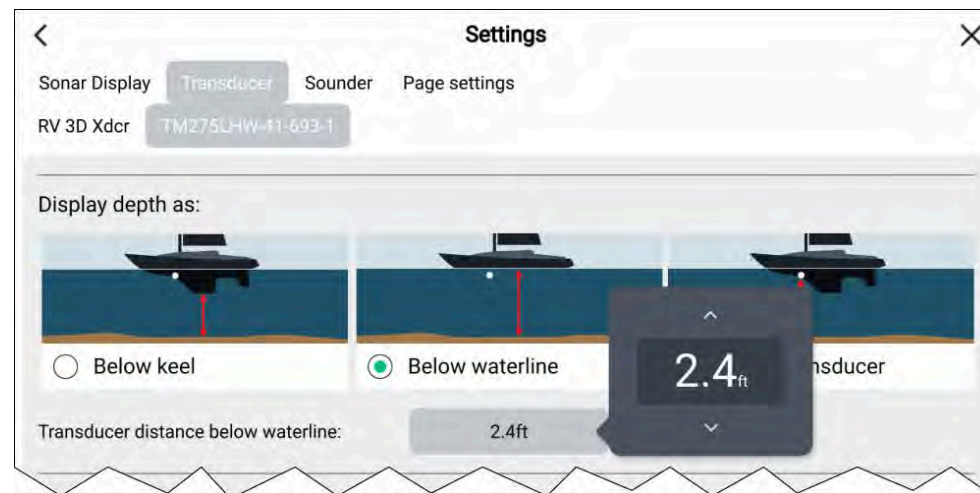 Settings
Sonar Display Transducer Sounder Page settings
RV 3D Xdcr TM275LHW-11-693-1
Display depth as:
Below keel Below waterline nsducer
2.4ft
Transducer distance below waterline: 2.4ft